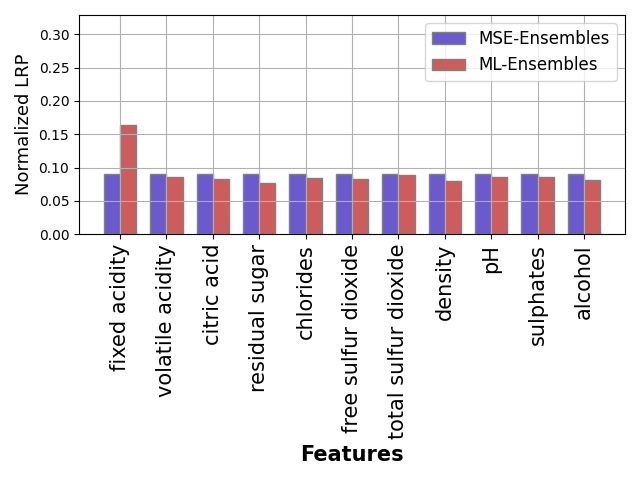 Normalized LRP
0.30
0.25
0.20
0.15
0.10
0.05
0.00
MSE-Ensembles
ML-Ensembles
fixed acidity
volatile acidity
citric acid
residual sugar
chlorides
free sulfur dioxide
total sulfur dioxide
density
pH
sulphates
alcohol
Features